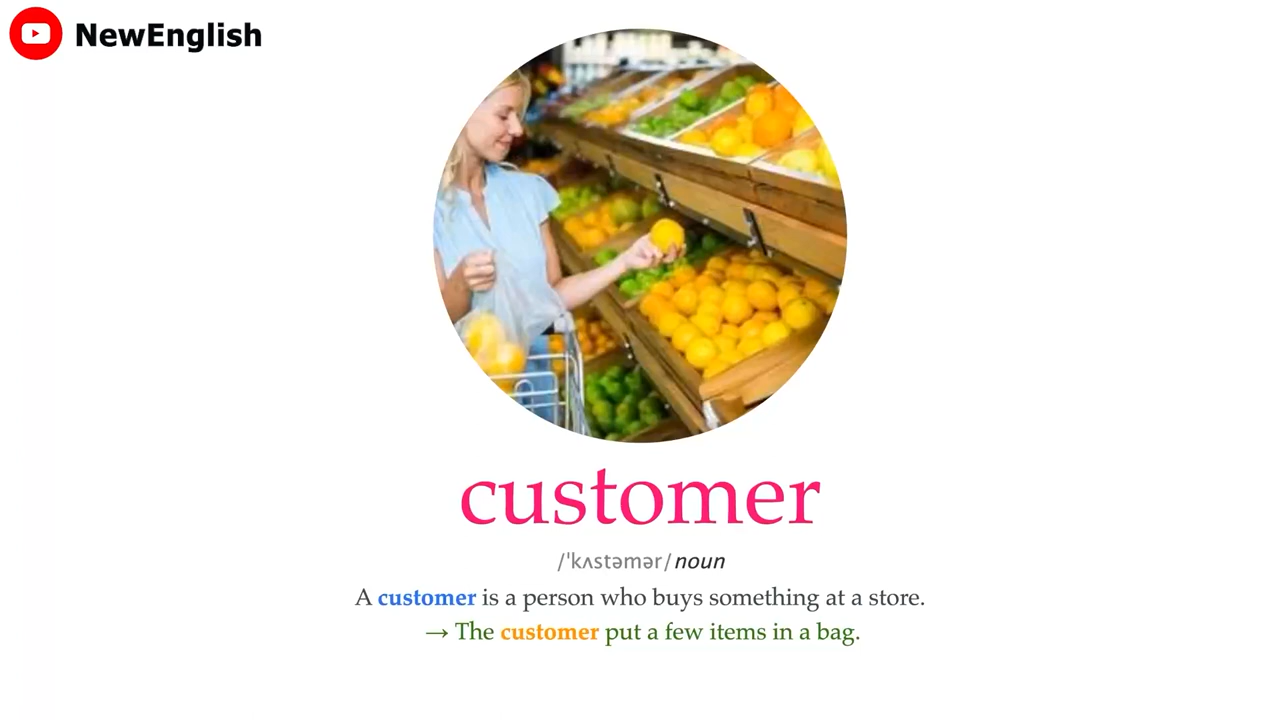 NewEnglish
customer
/ˈkʌstəmər/ noun
A customer is a person who buys something at a store.
→ The customer put a few items in a bag.